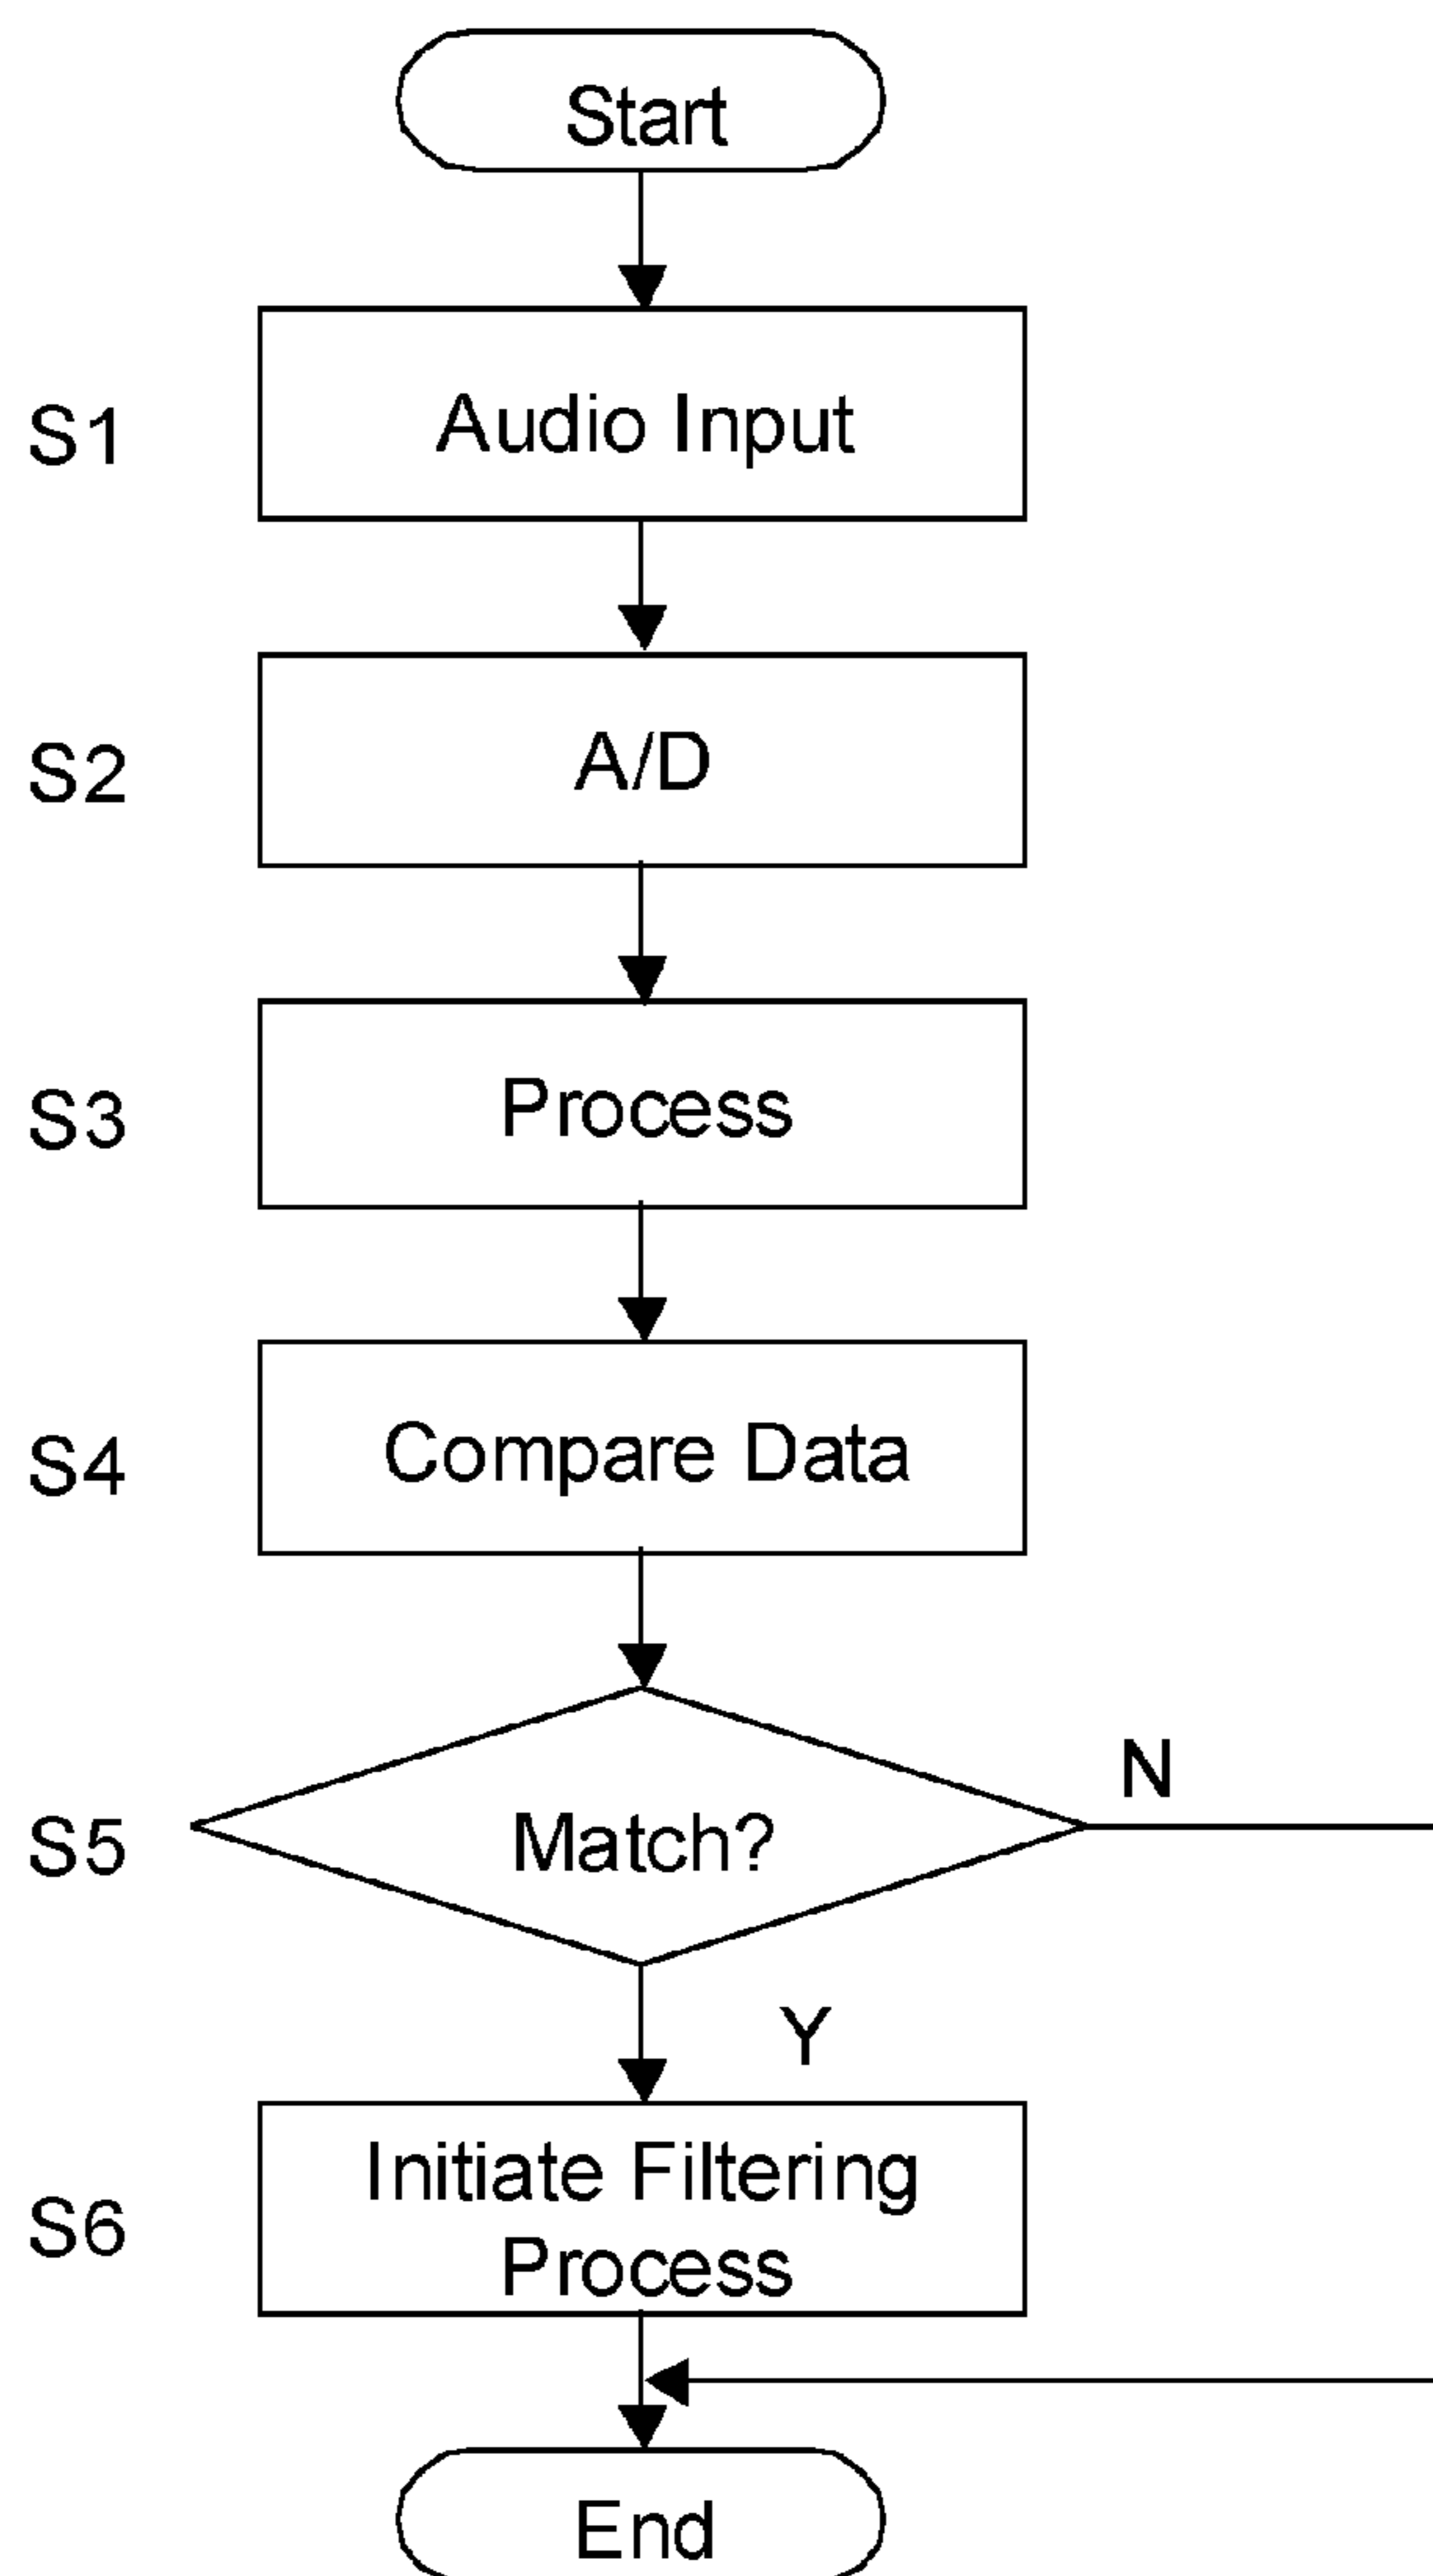 Start
S1
Audio Input
S2
A/D
S3
Process
S4
Compare Data
S5
Match?
N
Y
S6
Initiate Filtering
Process
End